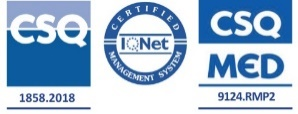 CSQ
1858.2018
CERTIFIED
IQNet
MANAGEMENT SYSTEM
CSQ
MED
9124.RMP2